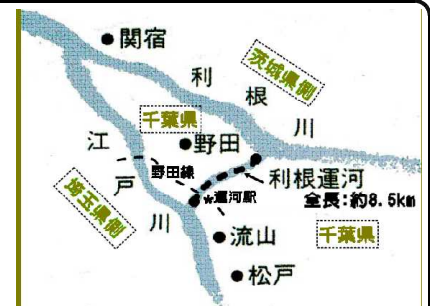 関宿
茨城県側
利根川
千葉県
江戸川
野田
野田線
利根運河
全長:約8.5km
*運河駅
埼玉県側
流山
千葉県
松戸